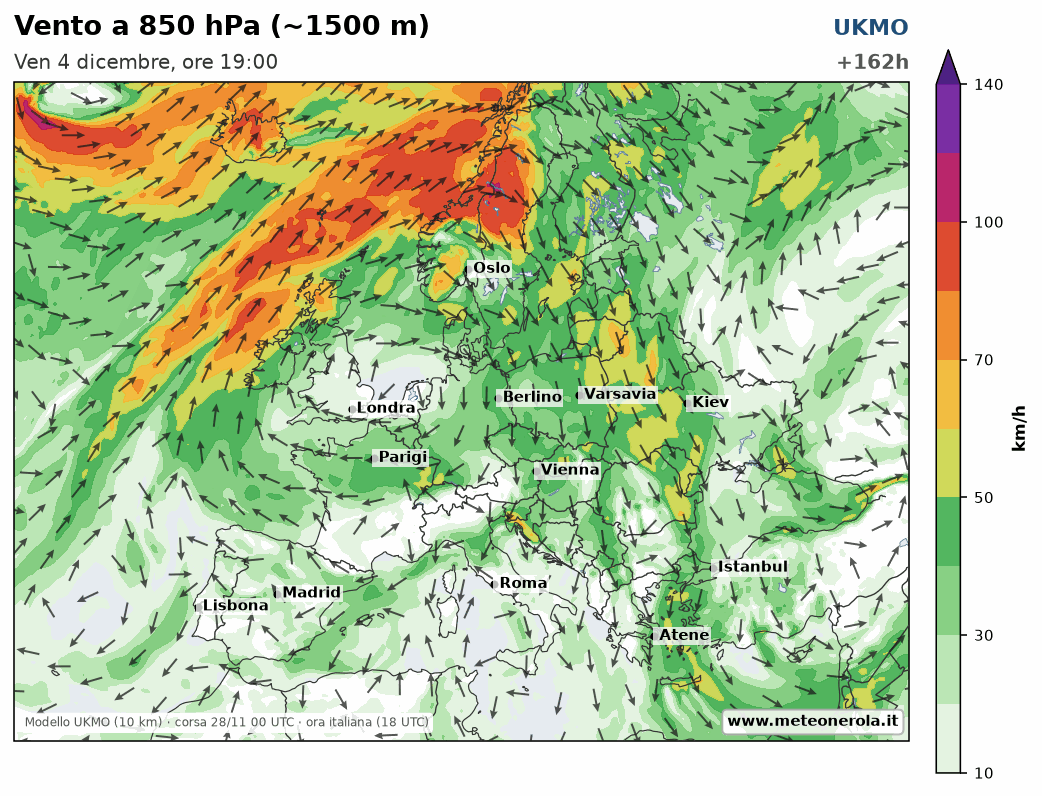 Vento a 850 hPa (~1500 m)
UKMO
Ven 4 dicembre, ore 19:00
+162h
140
100
70
50
30
10
km/h
Oslo
Berlino
Varsavia
Kiev
Londra
Parigi
Vienna
Istanbul
Roma
Madrid
Lisbona
Atene
Modello UKMO (10 km) · corsa 28/11 00 UTC · ora italiana (18 UTC)
www.meteonerola.it